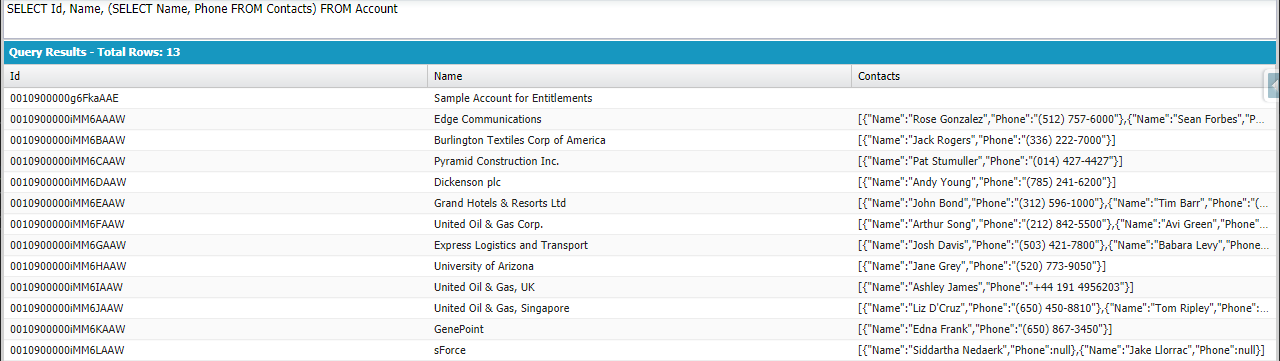 SELECT Id, Name, (SELECT Name, Phone FROM Contacts) FROM Account
Query Results - Total Rows: 13
Id Name Contacts
0010900000g6FkaAAE Sample Account for Entitlements
0010900000iMM6AAAW Edge Communications [{"Name":"Rose Gonzalez","Phone":"(512) 757-6000"},{"Name":"Sean Forbes","P...
0010900000iMM6BAAW Burlington Textiles Corp of America [{"Name":"Jack Rogers","Phone":"(336) 222-7000"}]
0010900000iMM6CAAW Pyramid Construction Inc. [{"Name":"Pat Stumuller","Phone":"(014) 427-4427"}]
0010900000iMM6DAAW Dickenson plc [{"Name":"Andy Young","Phone":"(785) 241-6200"}]
0010900000iMM6EAAW Grand Hotels & Resorts Ltd [{"Name":"John Bond","Phone":"(312) 596-1000"},{"Name":"Tim Barr","Phone":"(...
0010900000iMM6FAAW United Oil & Gas Corp. [{"Name":"Arthur Song","Phone":"(212) 842-5500"},{"Name":"Avi Green","Phone"...
0010900000iMM6GAAW Express Logistics and Transport [{"Name":"Josh Davis","Phone":"(503) 421-7800"},{"Name":"Babara Levy","Phone...
0010900000iMM6HAAW University of Arizona [{"Name":"Jane Grey","Phone":"(520) 773-9050"}]
0010900000iMM6IAAW United Oil & Gas, UK [{"Name":"Ashley James","Phone":"+44 191 4956203"}]
0010900000iMM6JAAW United Oil & Gas, Singapore [{"Name":"Liz D'Cruz","Phone":"(650) 450-8810"},{"Name":"Tom Ripley","Phone":...
0010900000iMM6KAAW GenePoint [{"Name":"Edna Frank","Phone":"(650) 867-3450"}]
0010900000iMM6LAAW sForce [{"Name":"Siddartha Nedaerk","Phone":null},{"Name":"Jake Llorrac","Phone":null}]